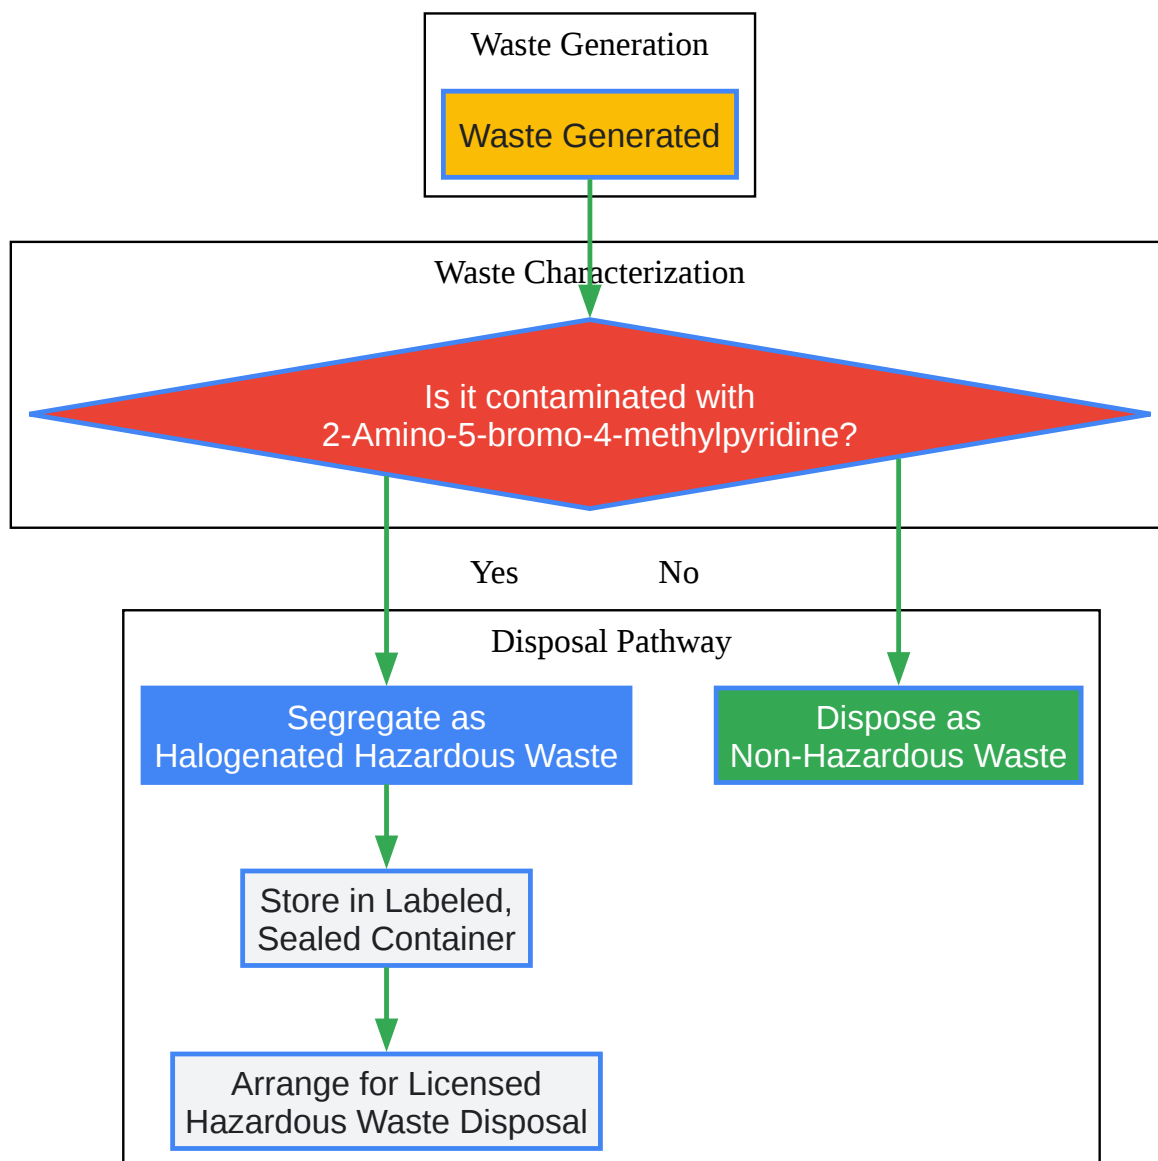 Waste Generation
Waste Generated
Waste Characterization
Is it contaminated with
2-Amino-5-bromo-4-methylpyridine?
Yes
No
Disposal Pathway
Segregate as
Halogenated Hazardous Waste
Dispose as
Non-Hazardous Waste
Store in Labeled,
Sealed Container
Arrange for Licensed
Hazardous Waste Disposal